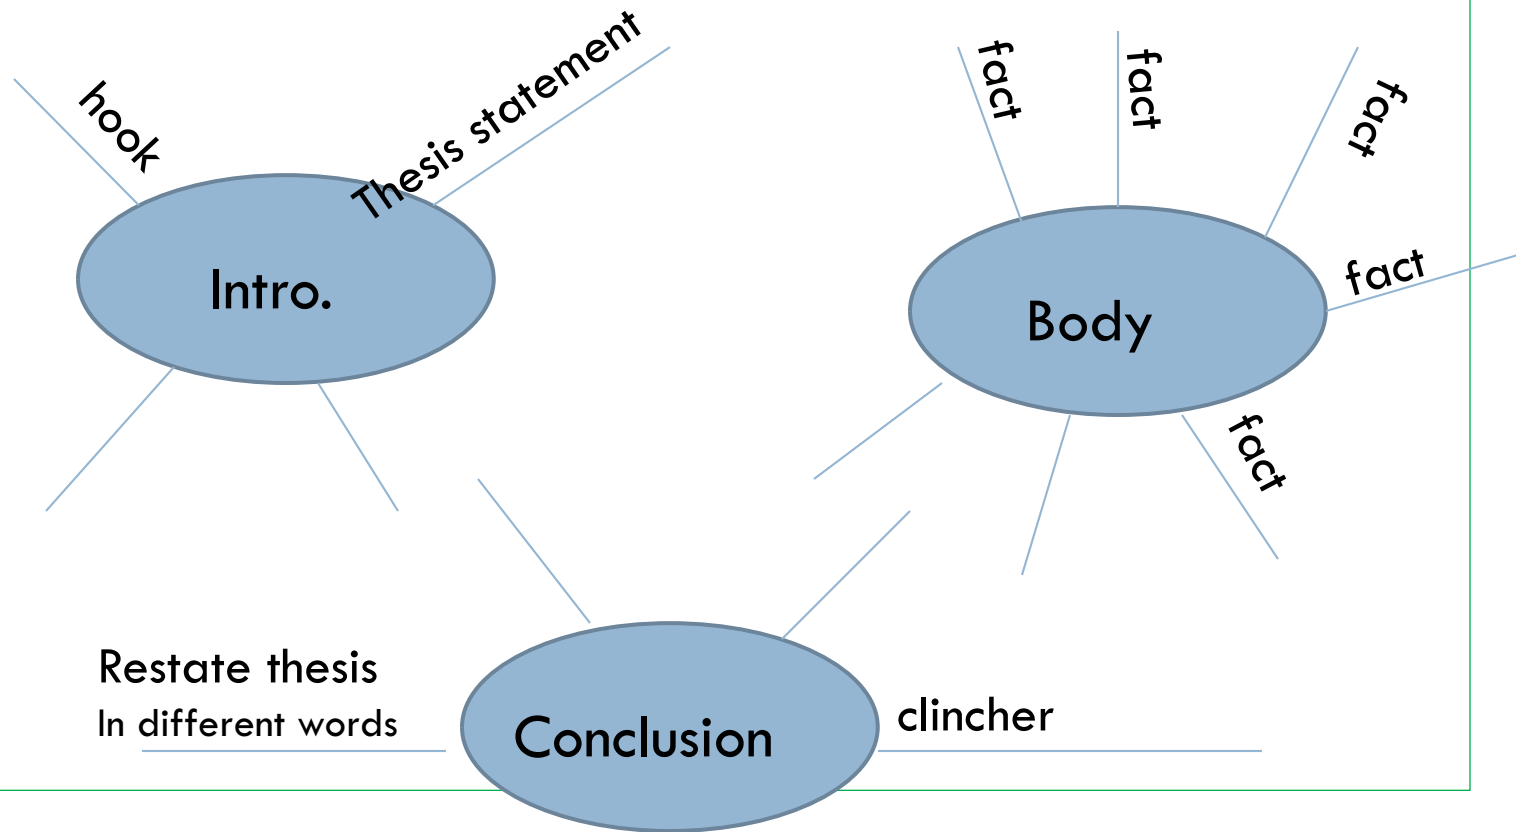 hook
Thesis statement
Intro.
fact
fact
fact
fact
Body
fact
Restate thesis
In different words
Conclusion
clincher